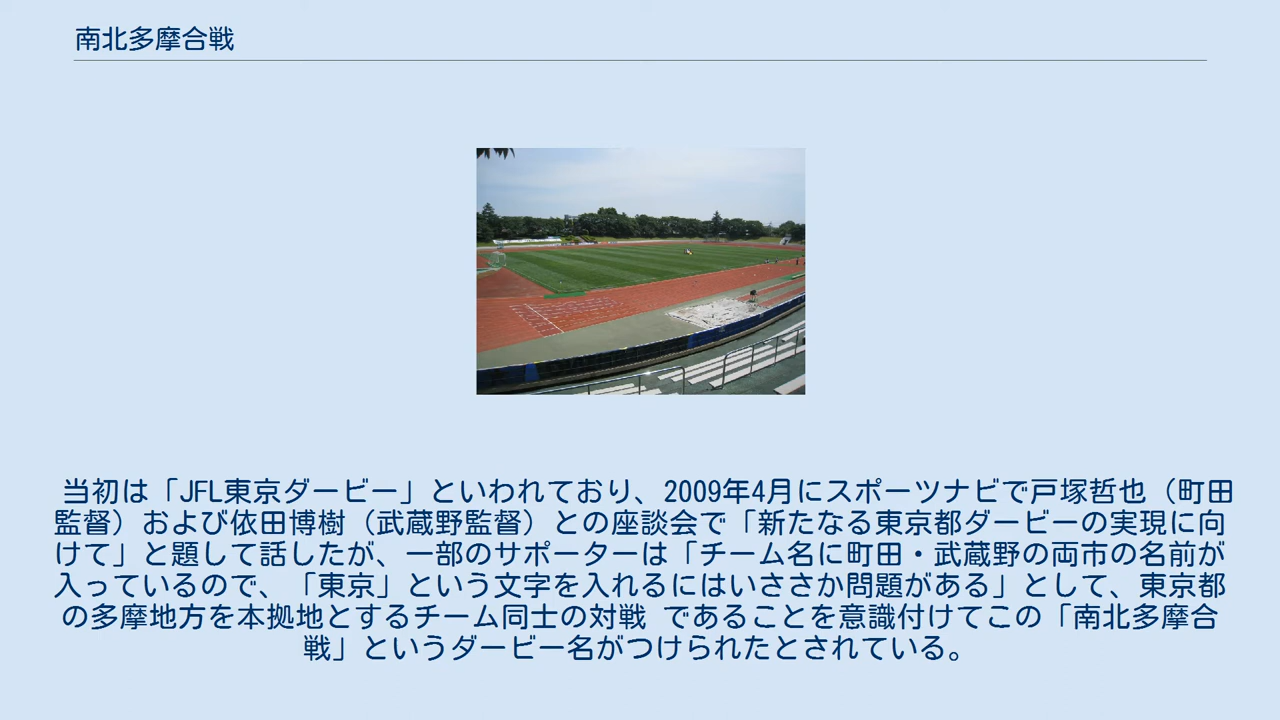 南北多摩合戦
当初は「JFL東京ダービー」といわれており、2009年4月にスポーツナビで戸塚哲也（町田
監督）および依田博樹（武蔵野監督）との座談会で「新たなる東京都ダービーの実現に向
けて」と題して話したが、一部のサポーターは「チーム名に町田・武蔵野の両市の名前が
入っているので、「東京」という文字を入れるにはいささか問題がある」として、東京都
の多摩地方を本拠地とするチーム同士の対戦 であることを意識付けてこの「南北多摩合
戦」というダービー名がつけられたとされている。